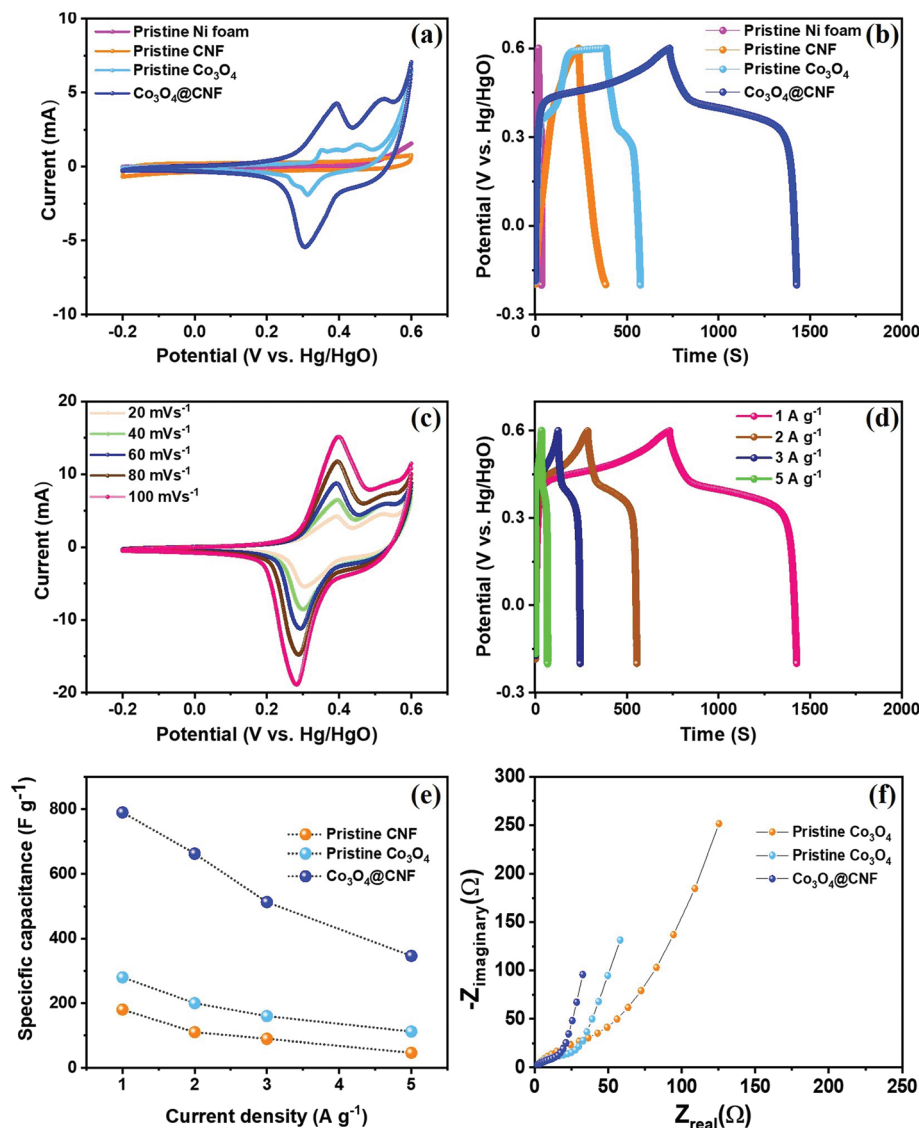 (a)
Pristine Ni foam
Pristine CNF
Pristine Co₃O₄
Co₃O₄@CNF
10
5
0
-5
-10
Current (mA)
-0.2 0.0 0.2 0.4 0.6
Potential (V vs. Hg/HgO)
(b)
Pristine Ni foam
Pristine CNF
Pristine Co₃O₄
Co₃O₄@CNF
0.6
0.3
0.0
-0.3
Potential (V vs. Hg/HgO)
0 500 1000 1500 2000
Time (S)
(c)
20 mVs⁻¹
40 mVs⁻¹
60 mVs⁻¹
80 mVs⁻¹
100 mVs⁻¹
20
10
0
-10
-20
Current (mA)
-0.2 0.0 0.2 0.4 0.6
Potential (V vs. Hg/HgO)
(d)
1 A g⁻¹
2 A g⁻¹
3 A g⁻¹
5 A g⁻¹
0.6
0.3
0.0
-0.3
Potential (V vs. Hg/HgO)
0 500 1000 1500 2000
Time (S)
(e)
Pristine CNF
Pristine Co₃O₄
Co₃O₄@CNF
800
600
400
200
0
Specicfic capacitance (F g⁻¹)
1 2 3 4 5
Current density (A g⁻¹)
(f)
Pristine Co₃O₄
Pristine Co₃O₄
Co₃O₄@CNF
300
250
200
150
100
50
0
-Zimaginary(Ω)
0 50 100 150 200 250
Zreal(Ω)